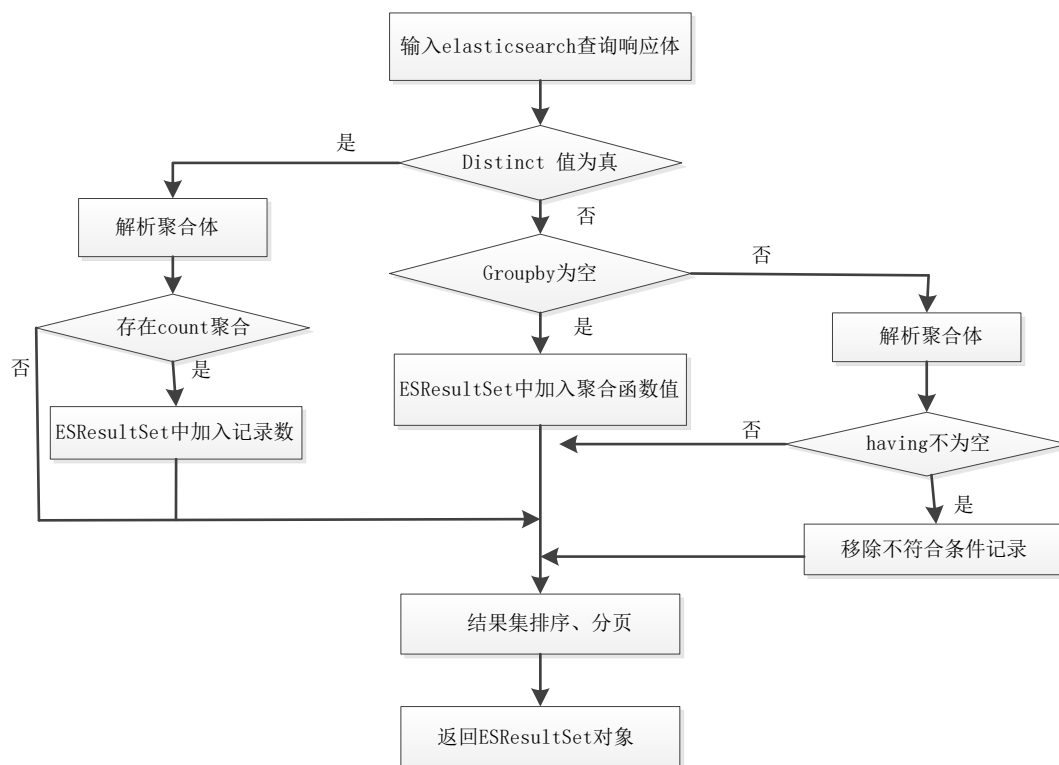 输入elasticsearch查询响应体
是
Distinct 值为真
否
解析聚合体
Groupby为空
否
存在count聚合
是
解析聚合体
否
是
ESResultSet中加入聚合函数值
ESResultSet中加入记录数
否
having不为空
是
移除不符合条件记录
结果集排序、分页
返回ESResultSet对象